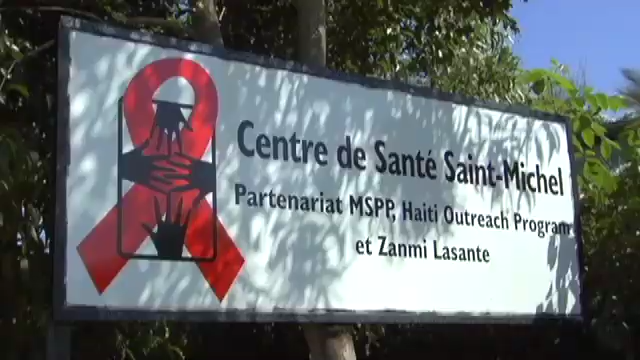 Centre de Santé Saint-Michel
Partenariat MSPP, Haiti Outreach Program
et Zanmi Lasante